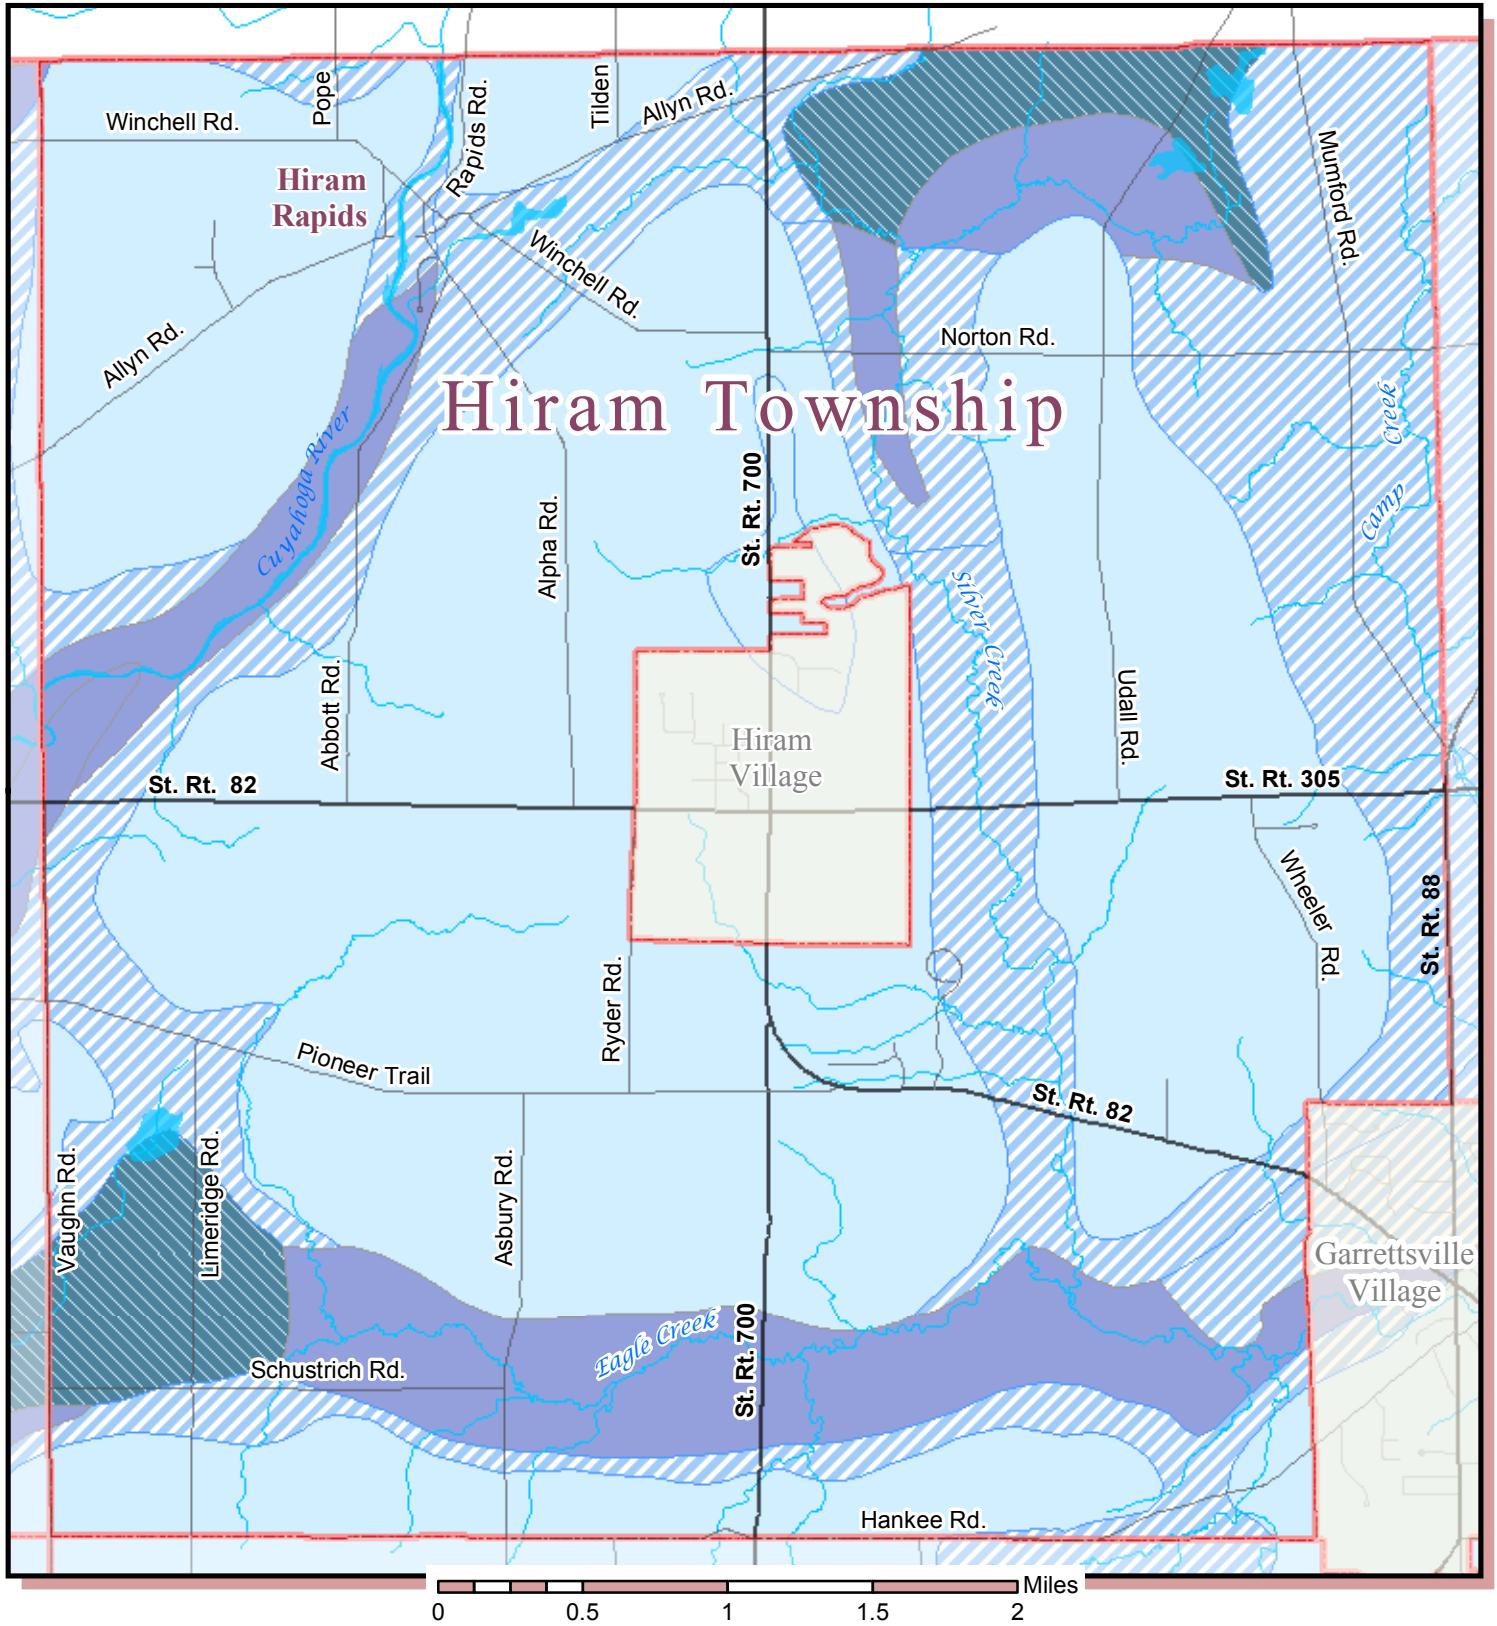 Pope
Rapids Rd.
Tilden
Allyn Rd.
Winchell Rd.
Mumford Rd.
Hiram
Rapids
Winchell Rd.
Allyn Rd.
Norton Rd.
Hiram Township
Creek
Camp
Cuyahoga River
St. Rt. 700
Alpha Rd.
Silver Creek
Abbott Rd.
Udall Rd.
Hiram
Village
St. Rt. 82
St. Rt. 305
Wheeler Rd.
St. Rt. 88
Ryder Rd.
Pioneer Trail
St. Rt. 82
Vaughn Rd.
Limeridge Rd.
Asbury Rd.
Garrettsville
Village
Eagle Creek
St. Rt. 700
Schustrich Rd.
Hankee Rd.
Miles
0 0.5 1 1.5 2